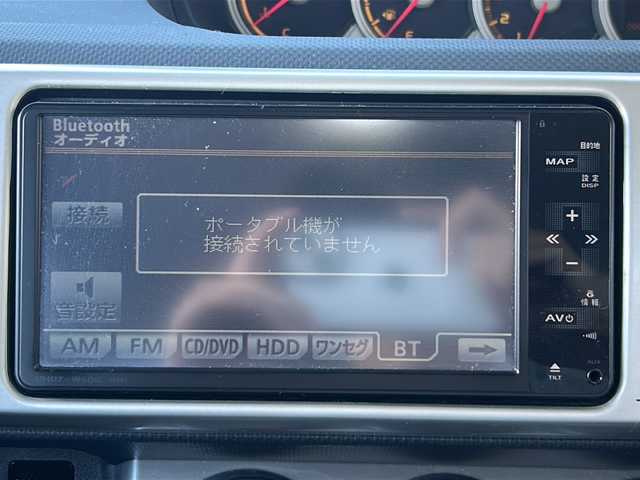 Bluetooth
オーディオ
接続
ポータブル機が
接続されていません
音設定
AM
FM
CD/DVD
HDD
ワンセグ
BT
目的地
MAP
設定
DISP
+
−
情報
AV
TILT